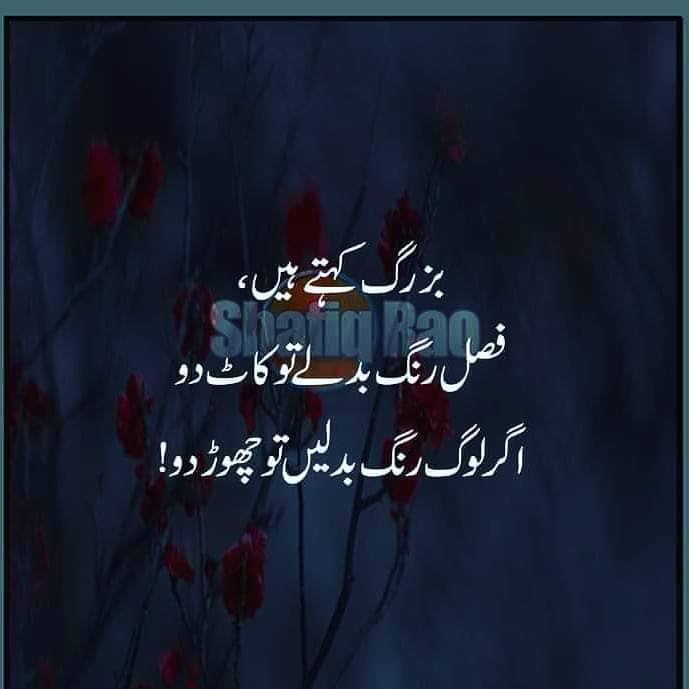 بزرگ کہتے ہیں،
Shafiq Rao
فصل رنگ بدلے تو کاٹ دو
اگر لوگ رنگ بدلیں تو چھوڑ دو!